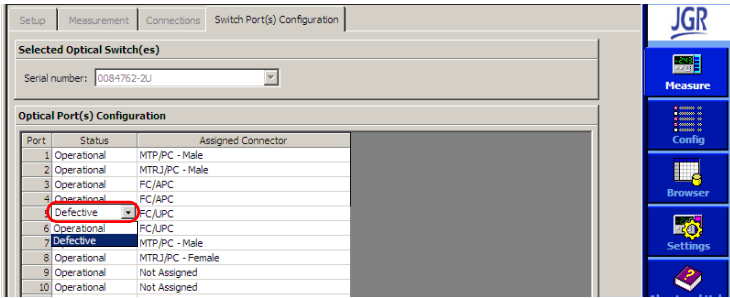 Setup Measurement Connections Switch Port(s) Configuration
JGR
Selected Optical Switch(es)
Serial number: 0084762-2U
Measure
Optical Port(s) Configuration
Port Status Assigned Connector
Config
1 Operational MTP/PC - Male
2 Operational MTRJ/PC - Male
3 Operational FC/APC
4 Operational FC/APC
Browser
5 Defective FC/UPC
6 Operational FC/UPC
7 Defective MTP/PC - Male
Settings
8 Operational MTRJ/PC - Female
9 Operational Not Assigned
10 Operational Not Assigned